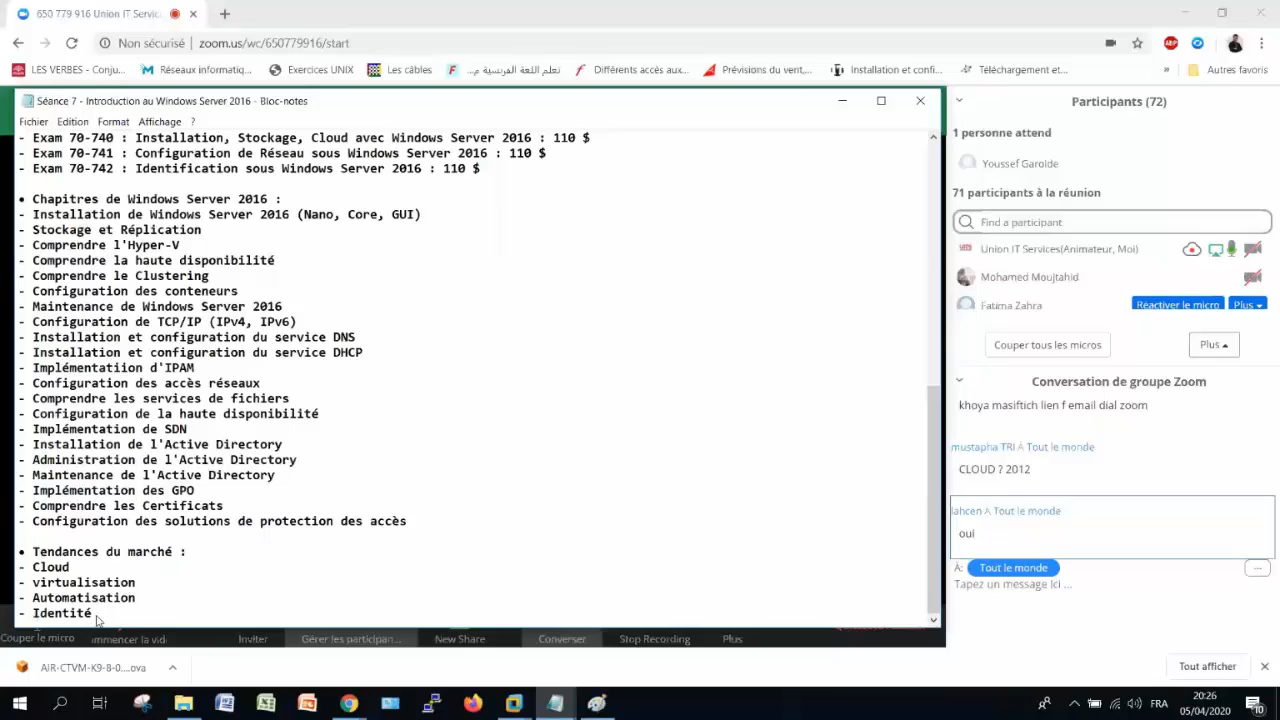 650 779 916 Union IT Servic
Non sécurisé | zoom.us/wc/650779916/start
LES VERBES - Conju... Réseaux informatiq... Exercices UNIX Les câbles تعلم اللغة الفرنسية م... Différents accès aux... Prévisions du vent,... Installation et confi... Téléchargement et... » Autres favoris
Séance 7 - Introduction au Windows Server 2016 - Bloc-notes
Fichier Edition Format Affichage ?
- Exam 70-740 : Installation, Stockage, Cloud avec Windows Server 2016 : 110 $
- Exam 70-741 : Configuration de Réseau sous Windows Server 2016 : 110 $
- Exam 70-742 : Identification sous Windows Server 2016 : 110 $
• Chapitres de Windows Server 2016 :
- Installation de Windows Server 2016 (Nano, Core, GUI)
- Stockage et Réplication
- Comprendre l'Hyper-V
- Comprendre la haute disponibilité
- Comprendre le Clustering
- Configuration des conteneurs
- Maintenance de Windows Server 2016
- Configuration de TCP/IP (IPv4, IPv6)
- Installation et configuration du service DNS
- Installation et configuration du service DHCP
- Implémentatiion d'IPAM
- Configuration des accès réseaux
- Comprendre les services de fichiers
- Configuration de la haute disponibilité
- Implémentation de SDN
- Installation de l'Active Directory
- Administration de l'Active Directory
- Maintenance de l'Active Directory
- Implémentation des GPO
- Comprendre les Certificats
- Configuration des solutions de protection des accès
• Tendances du marché :
- Cloud
- virtualisation
- Automatisation
- Identité
Participants (72)
1 personne attend
Youssef Garoide
71 participants à la réunion
Find a participant
Union IT Services(Animateur, Moi)
Mohamed Moujtahid
Fatima Zahra Réactiver le micro Plus
Couper tous les micros Plus
Conversation de groupe Zoom
khoya masiftich lien f email dial zoom
mustapha TRI À Tout le monde
CLOUD ? 2012
lahcen À Tout le monde
oui
À: Tout le monde ...
Tapez un message ici ...
Couper le micro mmencer la vid Inviter Gérer les participan... New Share Converser Stop Recording Plus
AIR-CTVM-K9-8-0....ova Tout afficher
FRA 20:26
05/04/2020 10